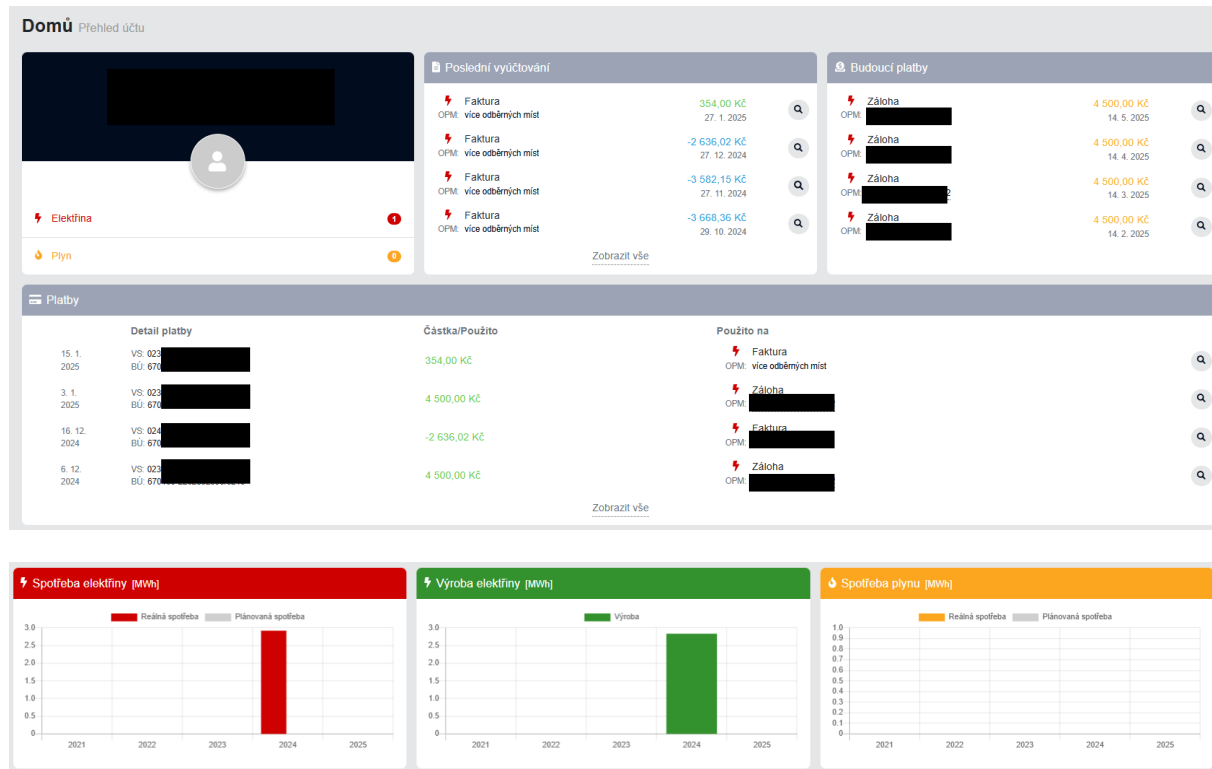 Domů Přehled účtu
Elektřina 1
Plyn 0
Poslední vyúčtování
Faktura 354,00 Kč
OPM: více odběrných míst 27. 1. 2025
Faktura -2 636,02 Kč
OPM: více odběrných míst 27. 12. 2024
Faktura -3 582,15 Kč
OPM: více odběrných míst 27. 11. 2024
Faktura -3 668,36 Kč
OPM: více odběrných míst 29. 10. 2024
Zobrazit vše
Budoucí platby
Záloha 4 500,00 Kč
OPM: 14. 5. 2025
Záloha 4 500,00 Kč
OPM: 14. 4. 2025
Záloha 4 500,00 Kč
OPM: 14. 3. 2025
Záloha 4 500,00 Kč
OPM: 14. 2. 2025
Platby
Detail platby Částka/Použito Použito na
15. 1. VS: 023 354,00 Kč Faktura
2025 BÚ: 670 OPM: více odběrných míst
3. 1. VS: 023 4 500,00 Kč Záloha
2025 BÚ: 670 OPM:
16. 12. VS: 024 -2 636,02 Kč Faktura
2024 BÚ: 670 OPM:
6. 12. VS: 023 4 500,00 Kč Záloha
2024 BÚ: 670 OPM:
Zobrazit vše
Spotřeba elektřiny [MWh]
Reálná spotřeba Plánovaná spotřeba
3.0
2.5
2.0
1.5
1.0
0.5
0
2021 2022 2023 2024 2025
Výroba elektřiny [MWh]
Výroba
3.0
2.5
2.0
1.5
1.0
0.5
0
2021 2022 2023 2024 2025
Spotřeba plynu [MWh]
Reálná spotřeba Plánovaná spotřeba
1.0
0.9
0.8
0.7
0.6
0.5
0.4
0.3
0.2
0.1
0
2021 2022 2023 2024 2025